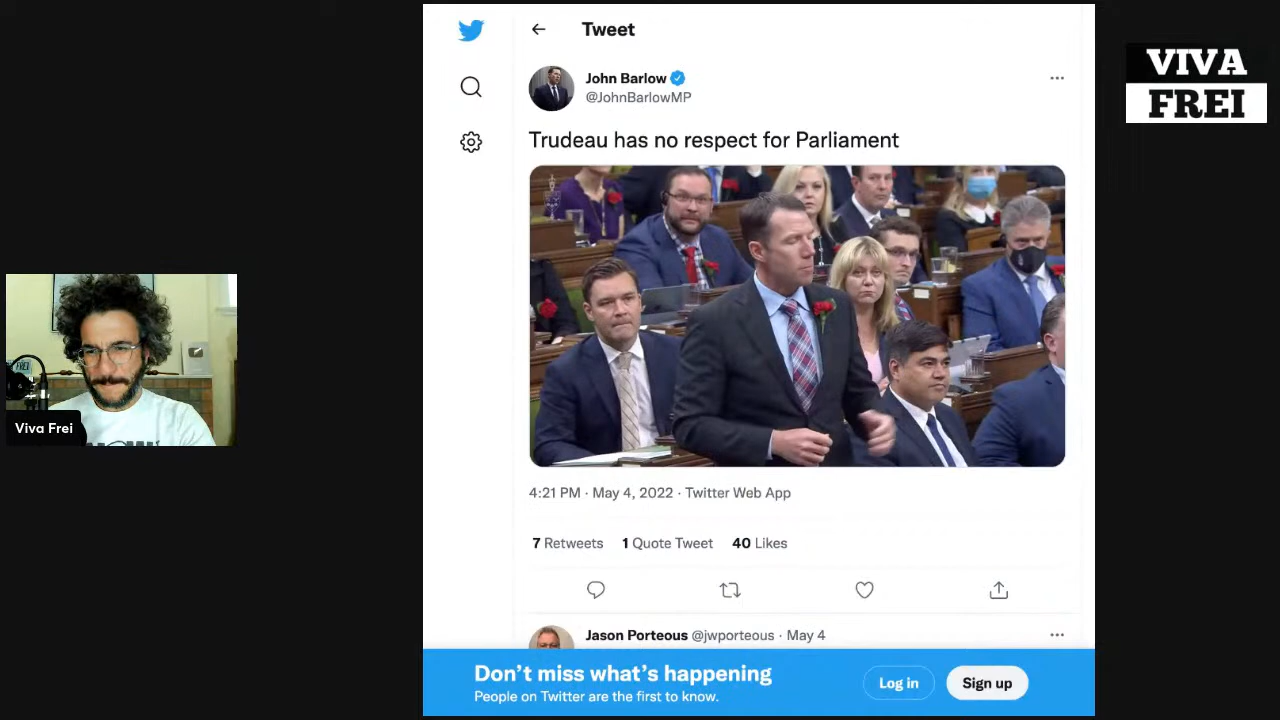 Tweet
John Barlow
@JohnBarlowMP
Trudeau has no respect for Parliament
4:21 PM · May 4, 2022 · Twitter Web App
7 Retweets 1 Quote Tweet 40 Likes
Jason Porteous @jwporteous · May 4
Don't miss what's happening
People on Twitter are the first to know.
Log in
Sign up
VIVA
FREI
Viva Frei